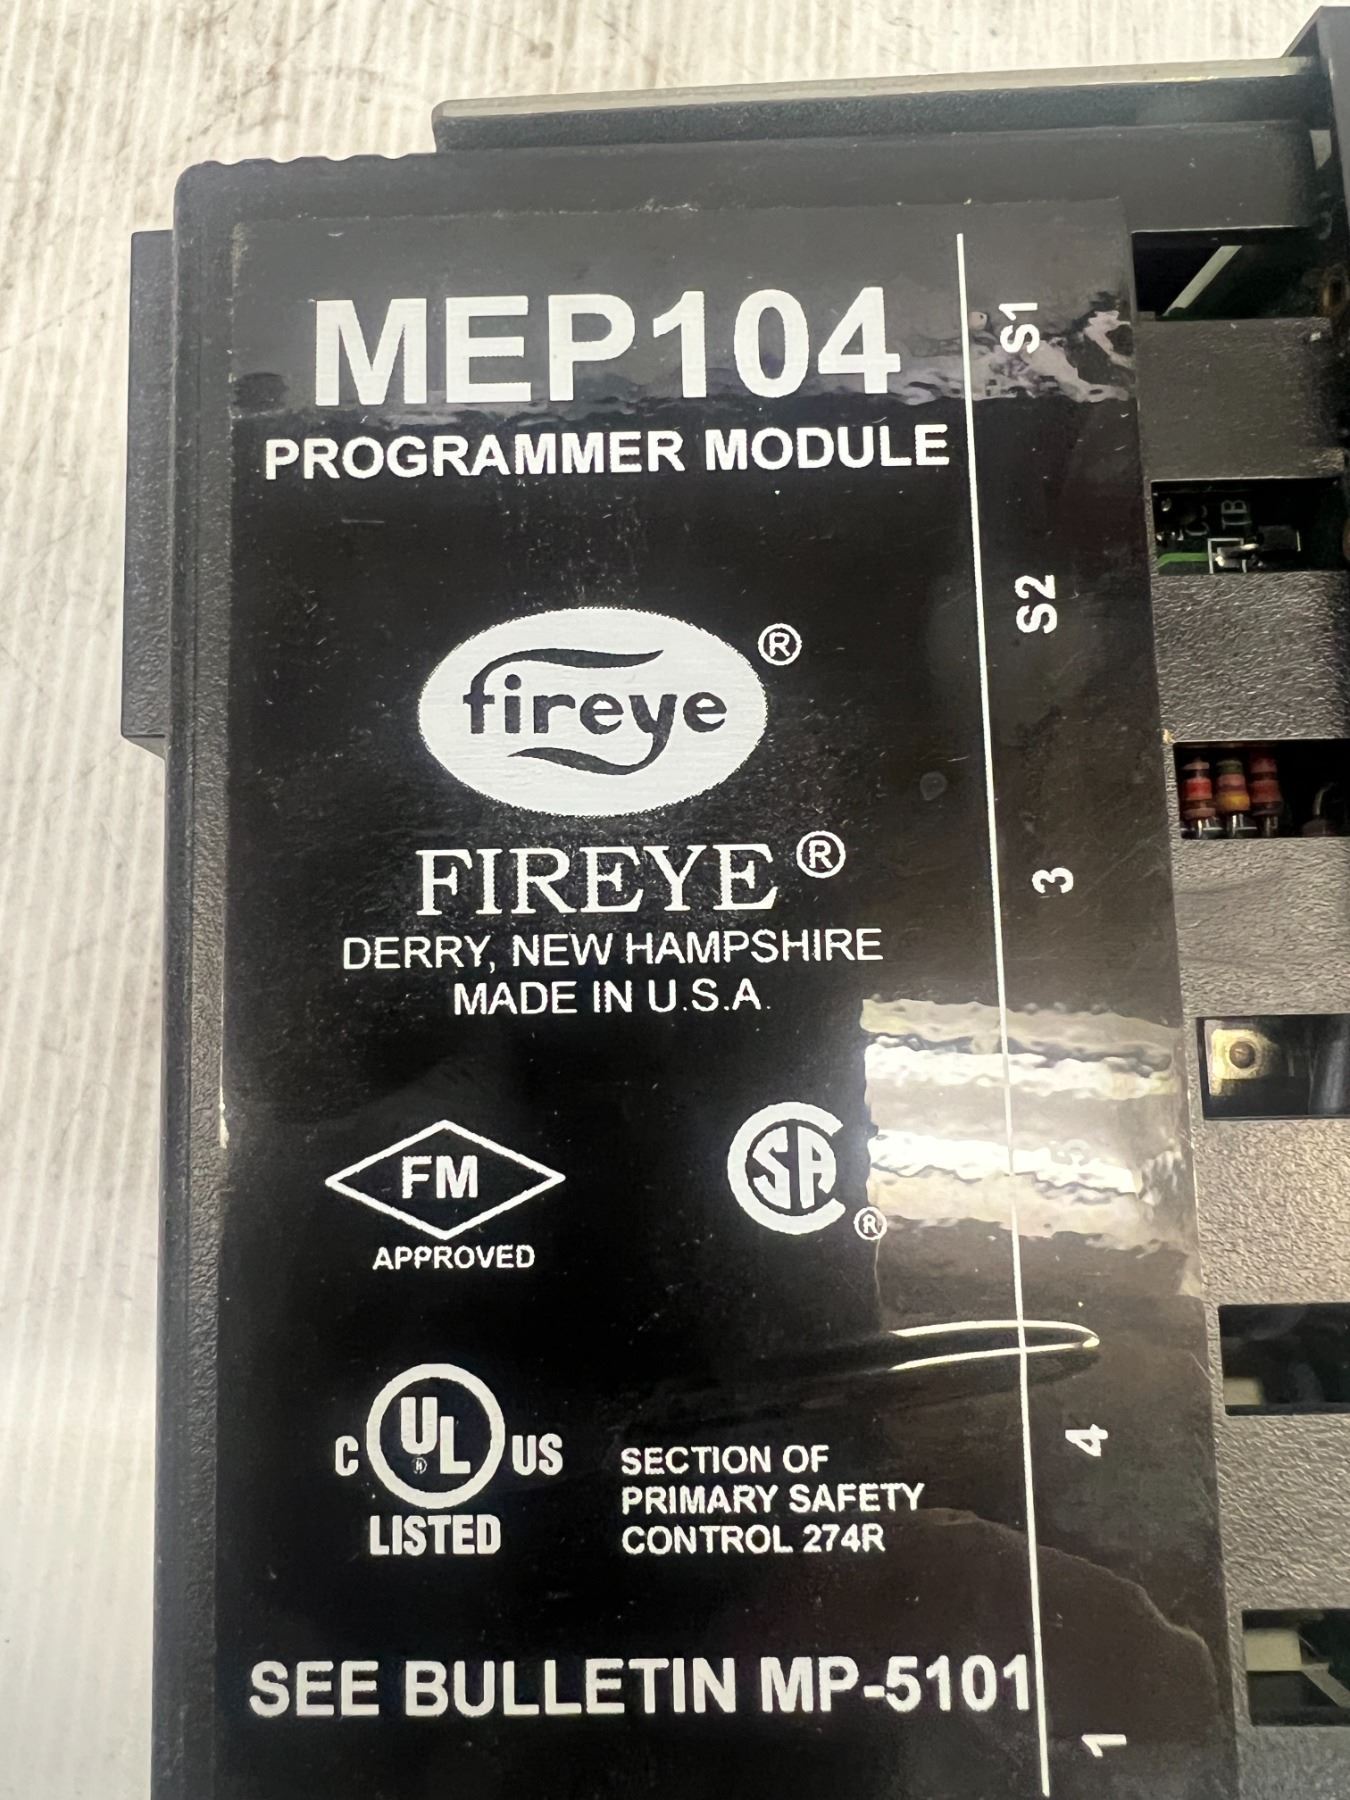 MEP104
PROGRAMMER MODULE
fireye ®
FIREYE ®
DERRY, NEW HAMPSHIRE
MADE IN U.S.A.
FM
APPROVED
CSA ®
C UL ® US
LISTED
SECTION OF
PRIMARY SAFETY
CONTROL 274R
SEE BULLETIN MP-5101
S1
S2
3
4
1